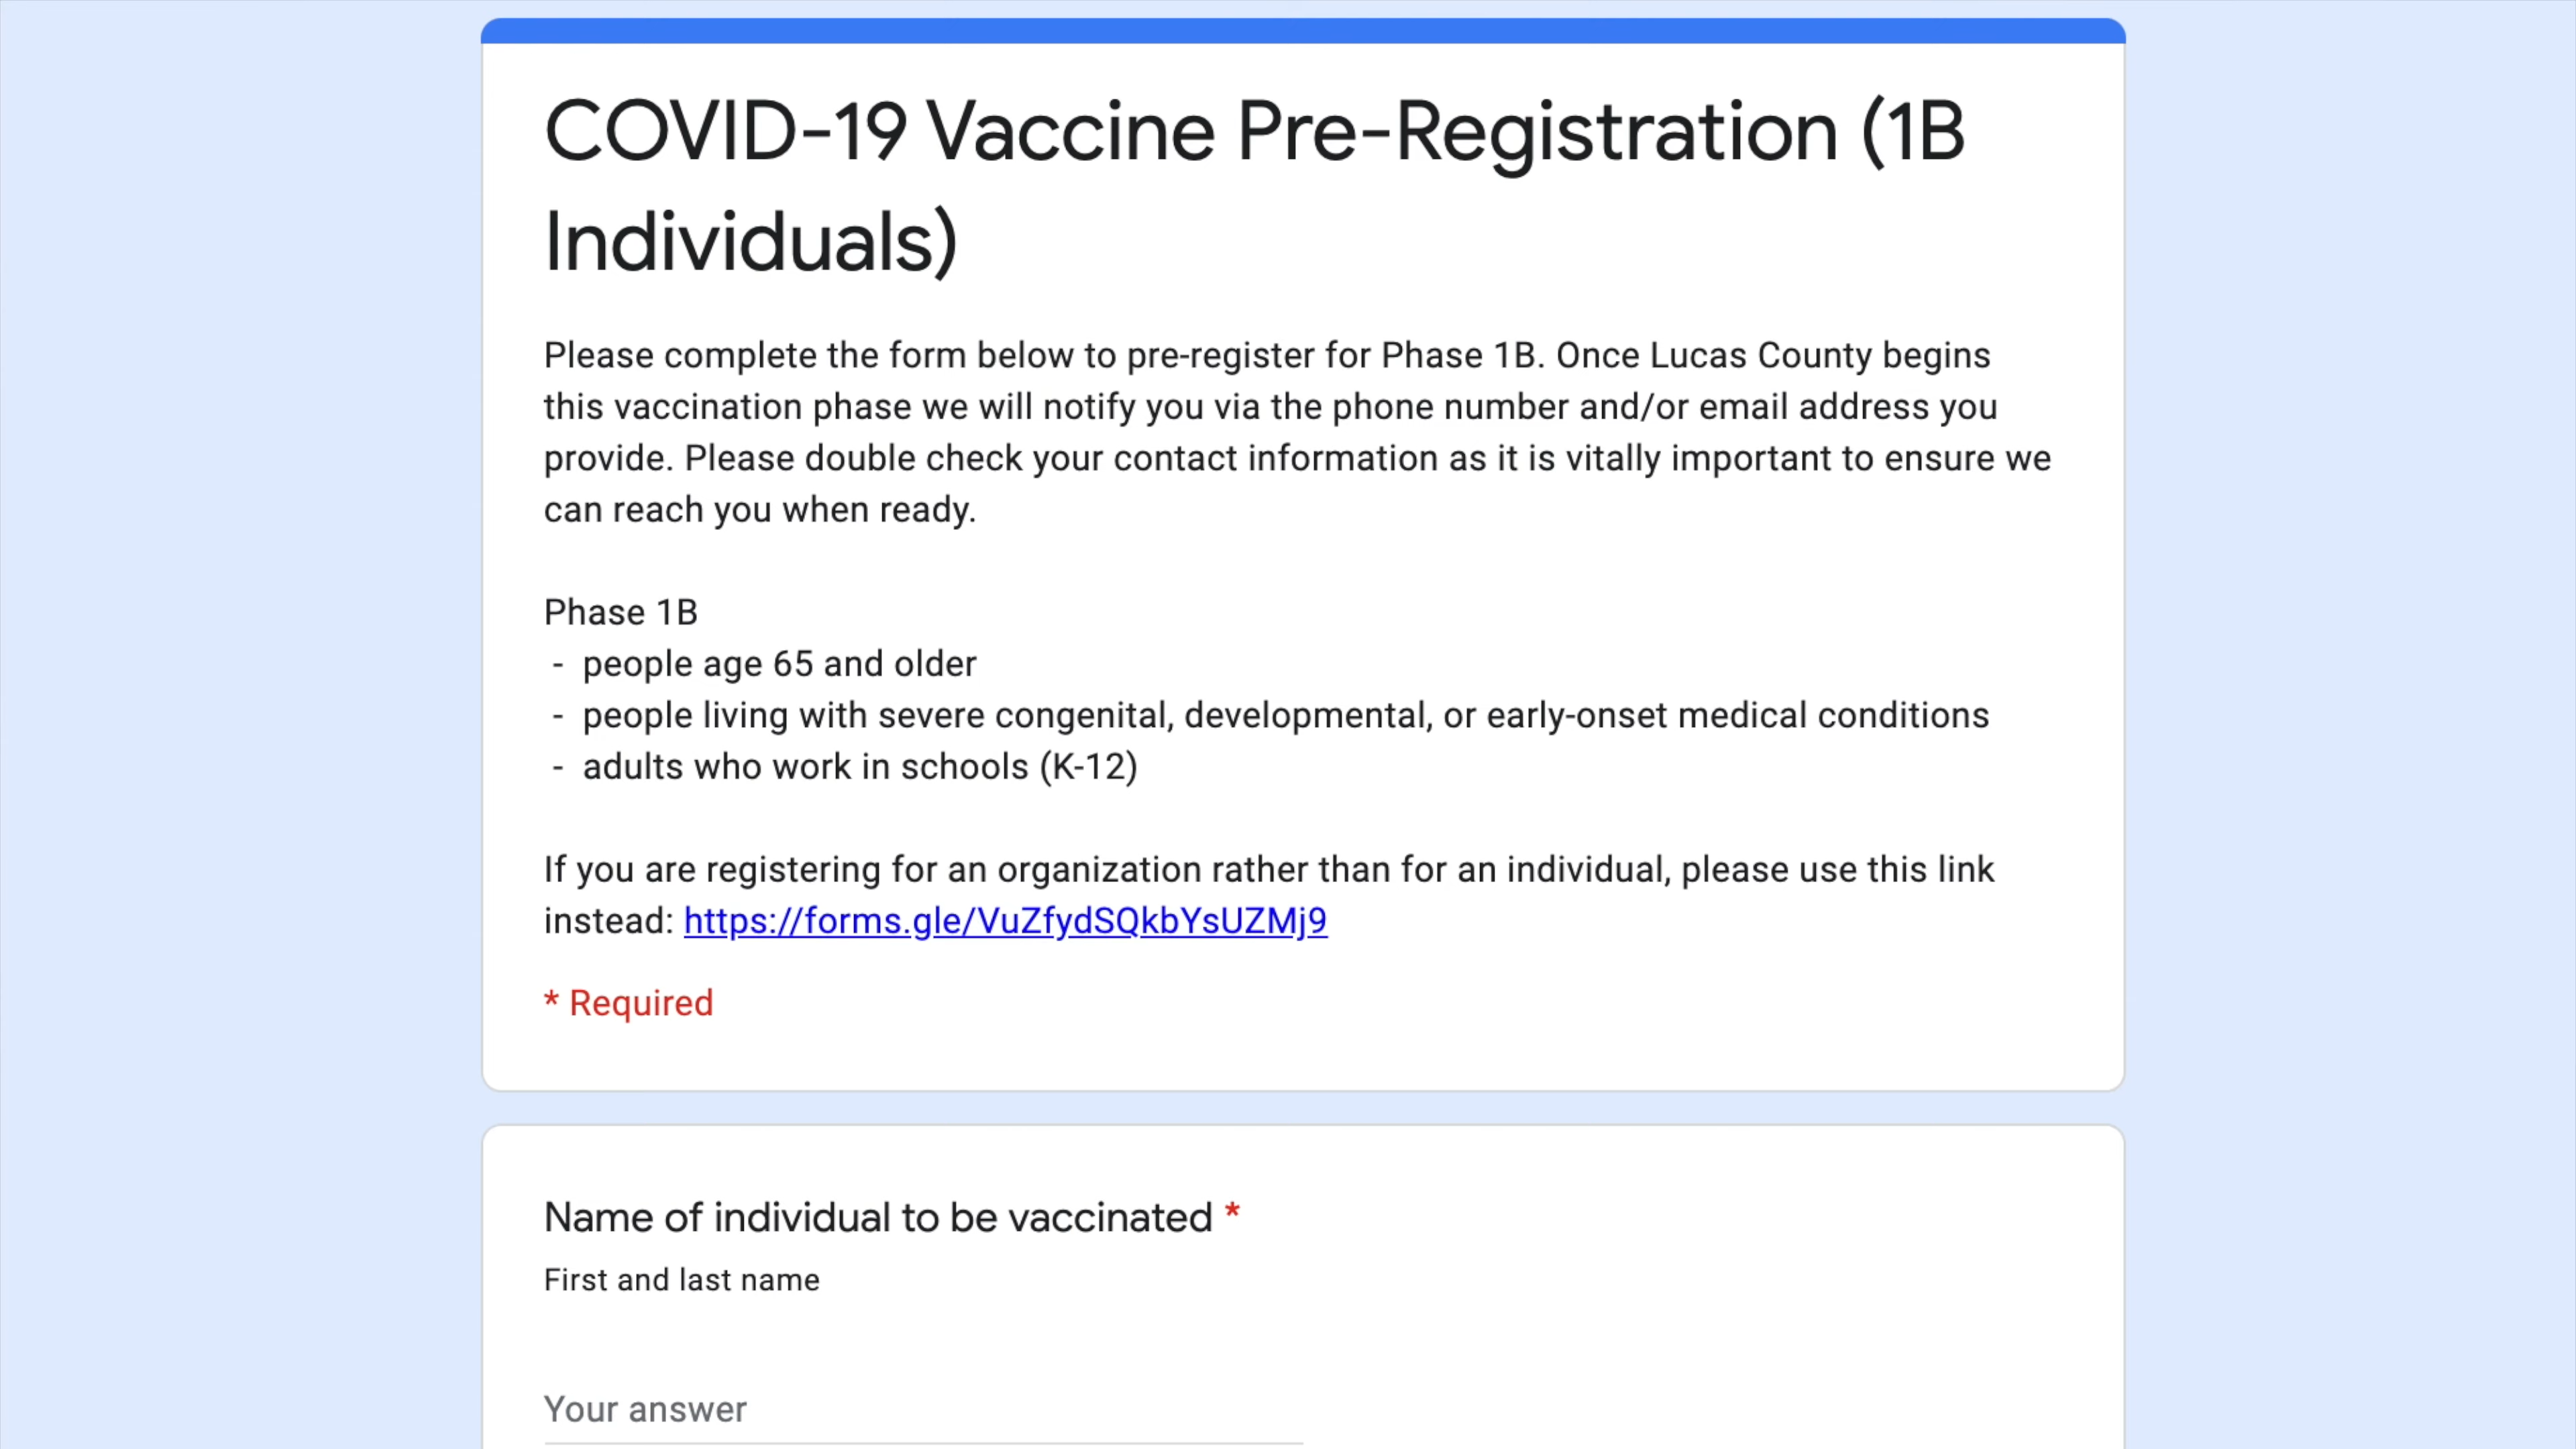 COVID-19 Vaccine Pre-Registration (1B
Individuals)
Please complete the form below to pre-register for Phase 1B. Once Lucas County begins
this vaccination phase we will notify you via the phone number and/or email address you
provide. Please double check your contact information as it is vitally important to ensure we
can reach you when ready.
Phase 1B
- people age 65 and older
- people living with severe congenital, developmental, or early-onset medical conditions
- adults who work in schools (K-12)
If you are registering for an organization rather than for an individual, please use this link
instead: https://forms.gle/VuZfydSQkbYsUZMj9
* Required
Name of individual to be vaccinated *
First and last name
Your answer